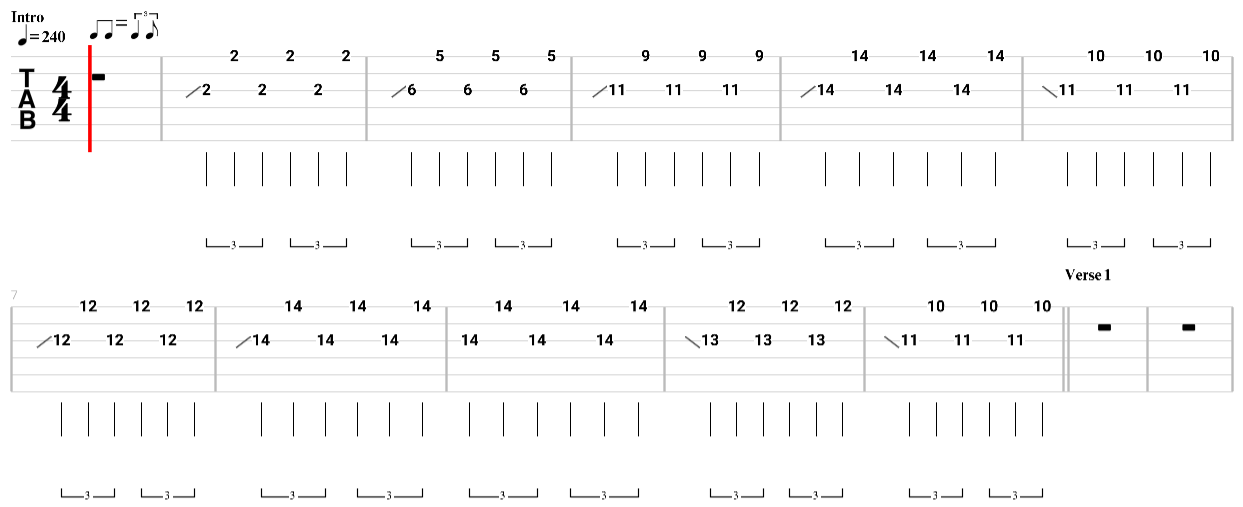 Intro
♩= 240 ♫= 3
2 2 2 5 5 5 9 9 9 14 14 14 10 10 10
T A B 4 4 2 2 2 6 6 6 11 11 11 14 14 14 11 11 11
3 3 3 3 3 3 3 3 3 3
Verse 1
7
12 12 12 14 14 14 14 14 14 12 12 12 10 10 10
12 12 12 14 14 14 14 14 14 13 13 13 11 11 11
3 3 3 3 3 3 3 3 3 3